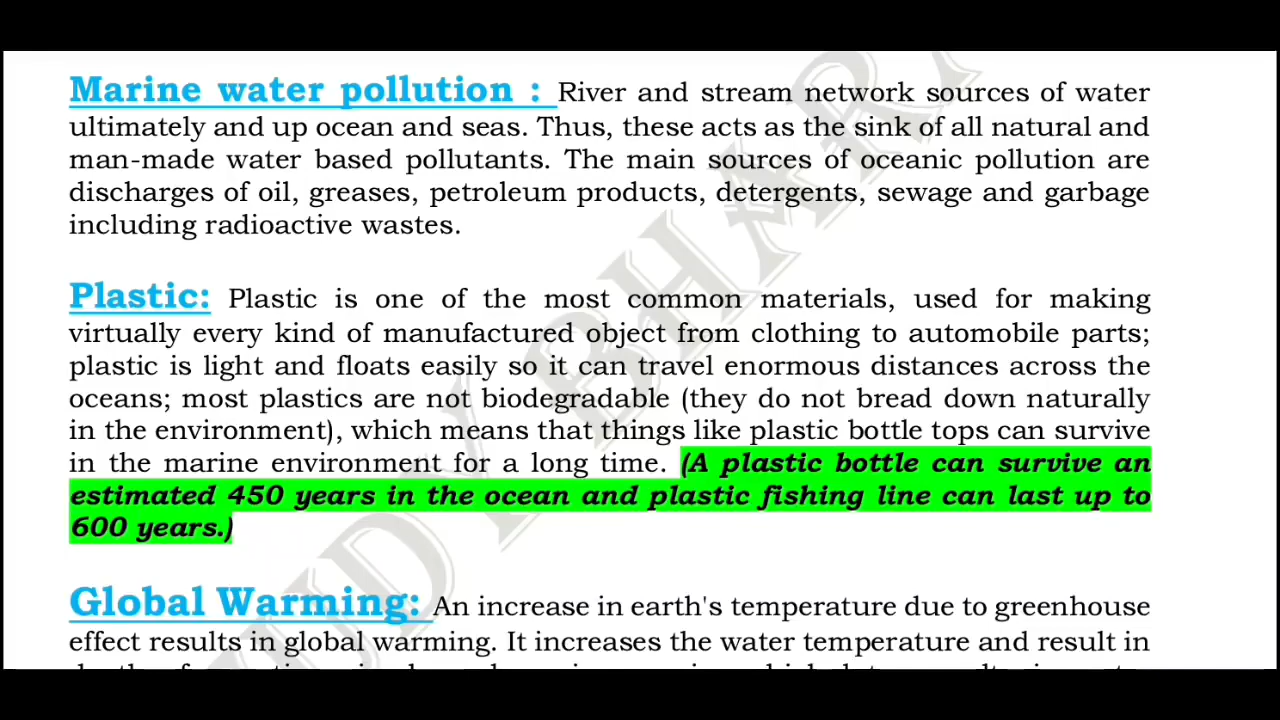 Marine water pollution : River and stream network sources of water
ultimately and up ocean and seas. Thus, these acts as the sink of all natural and
man-made water based pollutants. The main sources of oceanic pollution are
discharges of oil, greases, petroleum products, detergents, sewage and garbage
including radioactive wastes.
Plastic: Plastic is one of the most common materials, used for making
virtually every kind of manufactured object from clothing to automobile parts;
plastic is light and floats easily so it can travel enormous distances across the
oceans; most plastics are not biodegradable (they do not bread down naturally
in the environment), which means that things like plastic bottle tops can survive
in the marine environment for a long time. (A plastic bottle can survive an
estimated 450 years in the ocean and plastic fishing line can last up to
600 years.)
Global Warming: An increase in earth's temperature due to greenhouse
effect results in global warming. It increases the water temperature and result in